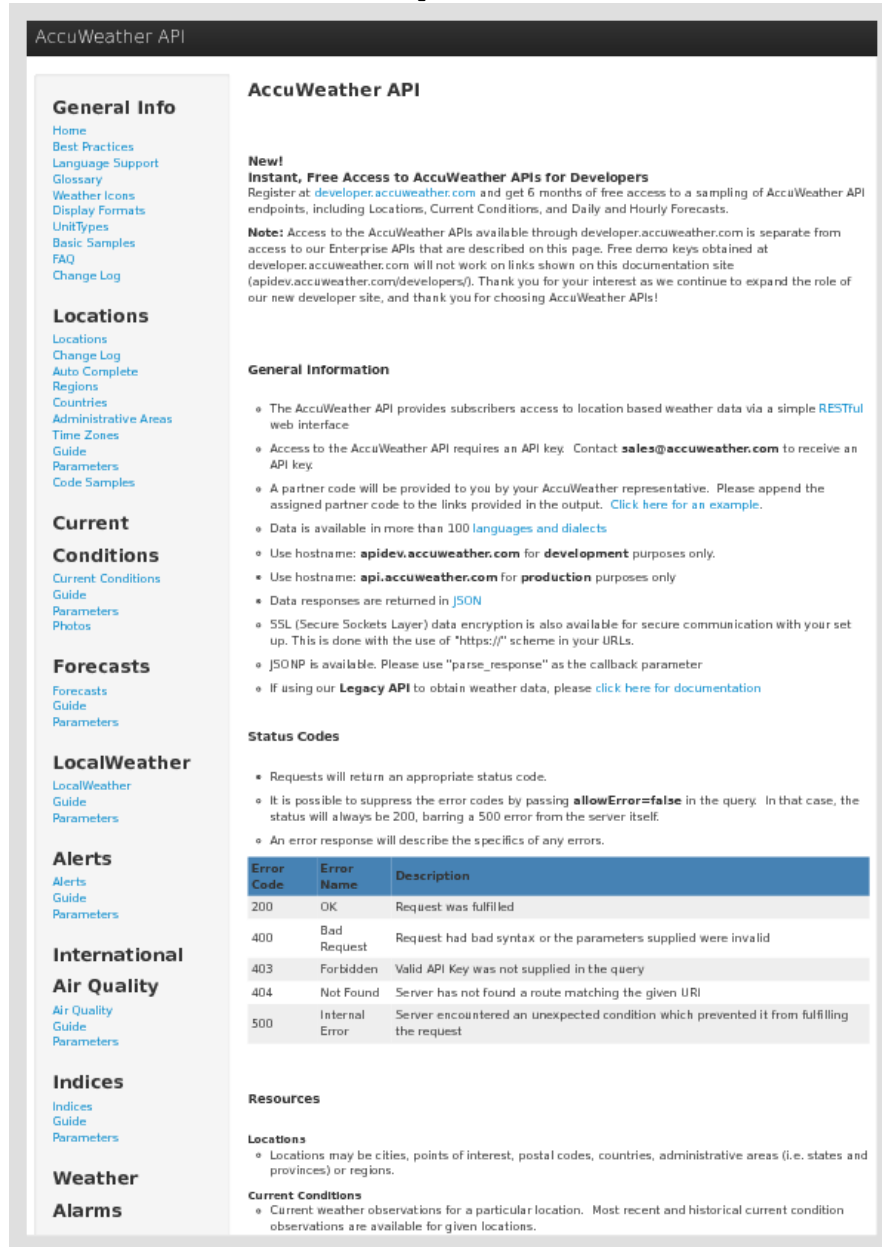 AccuWeather API
General Info
Home
Best Practices
Language Support
Glossary
Weather Icons
Display Formats
UnitTypes
Basic Samples
FAQ
Change Log
Locations
Locations
Change Log
Auto Complete
Regions
Countries
Administrative Areas
Time Zones
Guide
Parameters
Code Samples
Current
Conditions
Current Conditions
Guide
Parameters
Photos
Forecasts
Forecasts
Guide
Parameters
LocalWeather
LocalWeather
Guide
Parameters
Alerts
Alerts
Guide
Parameters
International
Air Quality
Air Quality
Guide
Parameters
Indices
Indices
Guide
Parameters
Weather
Alarms
AccuWeather API
New!
Instant, Free Access to AccuWeather APIs for Developers
Register at developer.accuweather.com and get 6 months of free access to a sampling of AccuWeather API
endpoints, including Locations, Current Conditions, and Daily and Hourly Forecasts.
Note: Access to the AccuWeather APIs available through developer.accuweather.com is separate from
access to our Enterprise APIs that are described on this page. Free demo keys obtained at
developer.accuweather.com will not work on links shown on this documentation site
(apidev.accuweather.com/developers/). Thank you for your interest as we continue to expand the role of
our new developer site, and thank you for choosing AccuWeather APIs!
General Information
The AccuWeather API provides subscribers access to location based weather data via a simple RESTful
web interface
Access to the AccuWeather API requires an API key. Contact sales@accuweather.com to receive an
API key.
A partner code will be provided to you by your AccuWeather representative. Please append the
assigned partner code to the links provided in the output. Click here for an example.
Data is available in more than 100 languages and dialects
Use hostname: apidev.accuweather.com for development purposes only.
Use hostname: api.accuweather.com for production purposes only
Data responses are returned in JSON
SSL (Secure Sockets Layer) data encryption is also available for secure communication with your set
up. This is done with the use of "https://" scheme in your URLs.
JSONP is available. Please use "parse_response" as the callback parameter
If using our Legacy API to obtain weather data, please click here for documentation
Status Codes
Requests will return an appropriate status code.
It is possible to suppress the error codes by passing allowError=false in the query. In that case, the
status will always be 200, barring a 500 error from the server itself.
An error response will describe the specifics of any errors.
Error Code Error Name Description
200 OK Request was fulfilled
400 Bad Request Request had bad syntax or the parameters supplied were invalid
403 Forbidden Valid API Key was not supplied in the query
404 Not Found Server has not found a route matching the given URI
500 Internal Error Server encountered an unexpected condition which prevented it from fulfilling
the request
Resources
Locations
Locations may be cities, points of interest, postal codes, countries, administrative areas (i.e. states and
provinces) or regions.
Current Conditions
Current weather observations for a particular location. Most recent and historical current condition
observations are available for given locations.